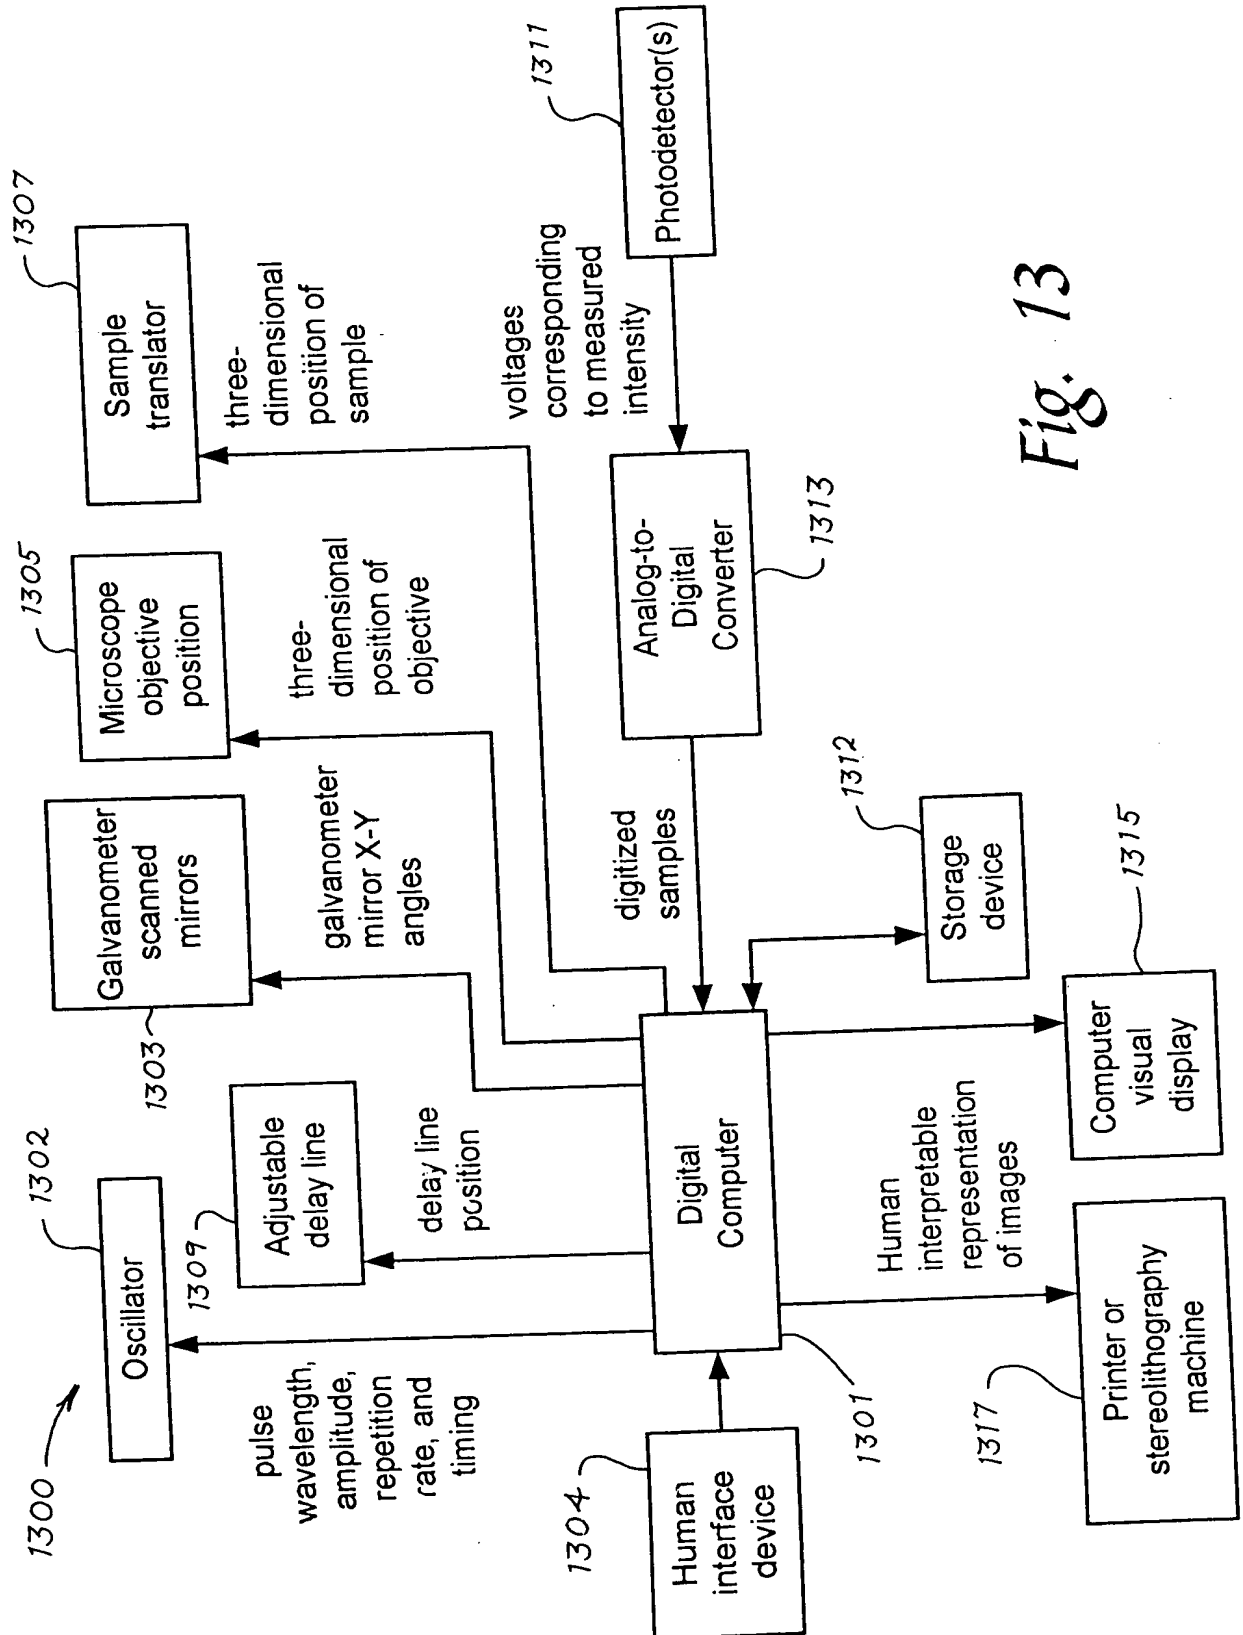 1300
1302
Oscillator
1309
Adjustable
delay line
1303
Galvanometer
scanned
mirrors
1305
Microscope
objective
position
1307
Sample
translator
pulse
wavelength,
amplitude,
repetition
rate, and
timing
delay line
position
galvanometer
mirror X-Y
angles
three-
dimensional
position of
objective
three-
dimensional
position of
sample
1304
Human
interface
device
1301
Digital
Computer
digitized
samples
Analog-to-
Digital
Converter
1313
voltages
corresponding
to measured
intensity
1311
Photodetector(s)
1312
Storage
device
1315
Computer
visual
display
Human
interpretable
representation
of images
1317
Printer or
stereolithography
machine
Fig. 13